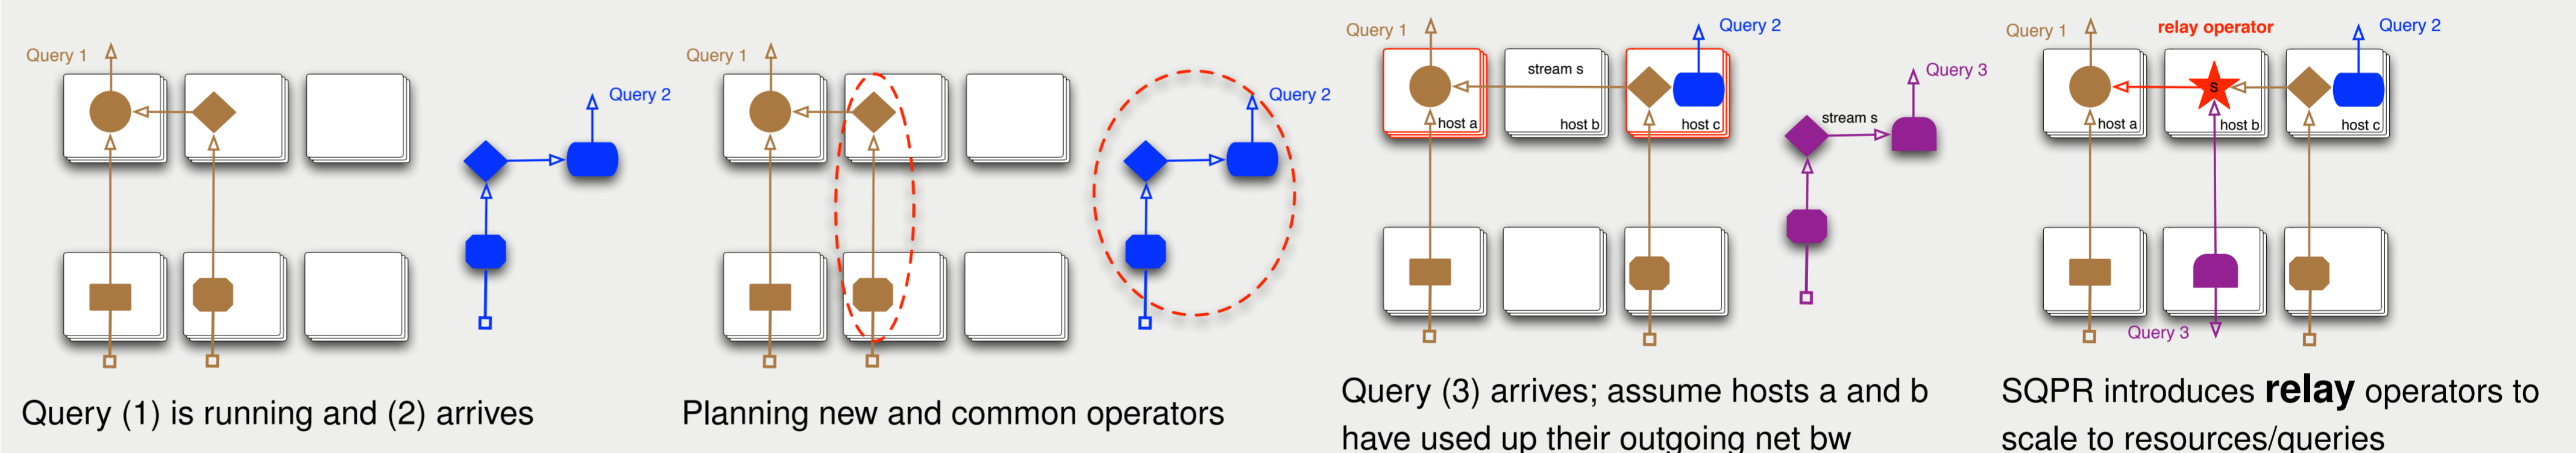 Query 1
Query 2
Query (1) is running and (2) arrives
Query 1
Query 2
Planning new and common operators
Query 1
Query 2
stream s
host a
host b
host c
Query 3
stream s
Query (3) arrives; assume hosts a and b
have used up their outgoing net bw
Query 1
relay operator
Query 2
s
host a
host b
host c
Query 3
SQPR introduces relay operators to
scale to resources/queries